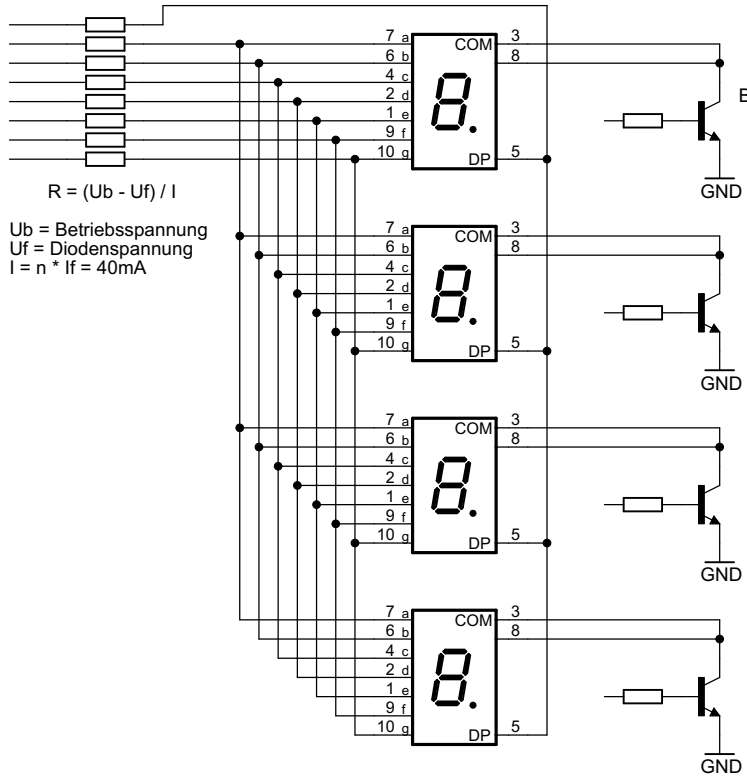 7 a COM 3
6 b 8
4 c
2 d
1 e
9 f
10 g DP 5
B
GND
R = (Ub - Uf) / I
Ub = Betriebsspannung
Uf = Diodenspannung
I = n * If = 40mA
7 a COM 3
6 b 8
4 c
2 d
1 e
9 f
10 g DP 5
GND
7 a COM 3
6 b 8
4 c
2 d
1 e
9 f
10 g DP 5
GND
7 a COM 3
6 b 8
4 c
2 d
1 e
9 f
10 g DP 5
GND